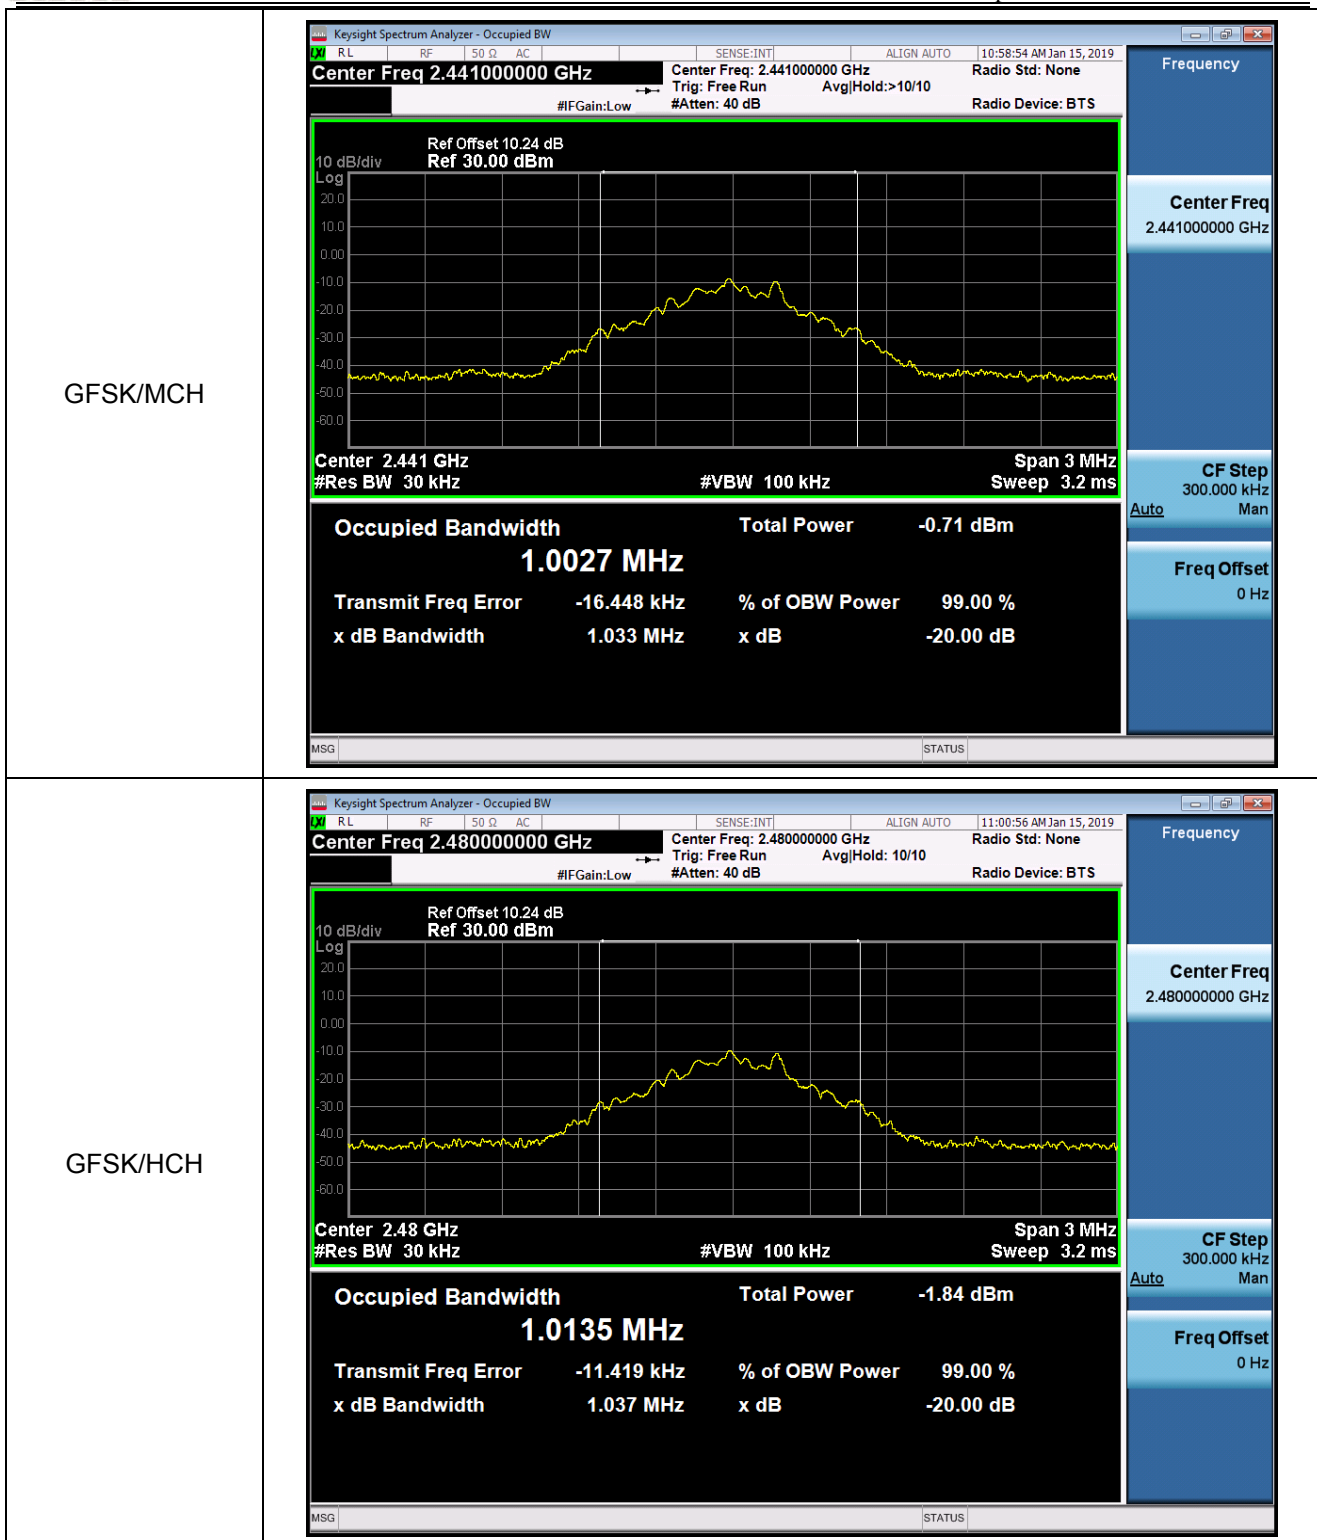 GFSK/MCH
Keysight Spectrum Analyzer - Occupied BW
LXI RL RF 50 Ω AC SENSE:INT ALIGN AUTO 10:58:54 AM Jan 15, 2019
Center Freq 2.441000000 GHz
Center Freq: 2.441000000 GHz Radio Std: None
Trig: Free Run Avg|Hold:>10/10
#IFGain:Low #Atten: 40 dB Radio Device: BTS
Ref Offset 10.24 dB
10 dB/div Ref 30.00 dBm
Log
20.0
10.0
0.00
-10.0
-20.0
-30.0
-40.0
-50.0
-60.0
Center 2.441 GHz Span 3 MHz
#Res BW 30 kHz #VBW 100 kHz Sweep 3.2 ms
Occupied Bandwidth Total Power -0.71 dBm
1.0027 MHz
Transmit Freq Error -16.448 kHz % of OBW Power 99.00 %
x dB Bandwidth 1.033 MHz x dB -20.00 dB
MSG STATUS
Frequency
Center Freq
2.441000000 GHz
CF Step
300.000 kHz
Auto Man
Freq Offset
0 Hz
GFSK/HCH
Keysight Spectrum Analyzer - Occupied BW
LXI RL RF 50 Ω AC SENSE:INT ALIGN AUTO 11:00:56 AM Jan 15, 2019
Center Freq 2.480000000 GHz
Center Freq: 2.480000000 GHz Radio Std: None
Trig: Free Run Avg|Hold: 10/10
#IFGain:Low #Atten: 40 dB Radio Device: BTS
Ref Offset 10.24 dB
10 dB/div Ref 30.00 dBm
Log
20.0
10.0
0.00
-10.0
-20.0
-30.0
-40.0
-50.0
-60.0
Center 2.48 GHz Span 3 MHz
#Res BW 30 kHz #VBW 100 kHz Sweep 3.2 ms
Occupied Bandwidth Total Power -1.84 dBm
1.0135 MHz
Transmit Freq Error -11.419 kHz % of OBW Power 99.00 %
x dB Bandwidth 1.037 MHz x dB -20.00 dB
MSG STATUS
Frequency
Center Freq
2.480000000 GHz
CF Step
300.000 kHz
Auto Man
Freq Offset
0 Hz